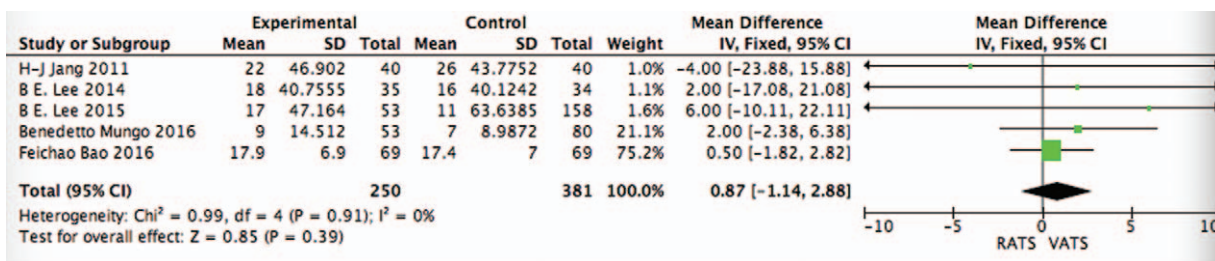 Experimental Control Mean Difference Mean Difference
Study or Subgroup Mean SD Total Mean SD Total Weight IV, Fixed, 95% CI IV, Fixed, 95% CI
H-J Jang 2011 22 46.902 40 26 43.7752 40 1.0% -4.00 [-23.88, 15.88]
B E. Lee 2014 18 40.7555 35 16 40.1242 34 1.1% 2.00 [-17.08, 21.08]
B E. Lee 2015 17 47.164 53 11 63.6385 158 1.6% 6.00 [-10.11, 22.11]
Benedetto Mungo 2016 9 14.512 53 7 8.9872 80 21.1% 2.00 [-2.38, 6.38]
Feichao Bao 2016 17.9 6.9 69 17.4 7 69 75.2% 0.50 [-1.82, 2.82]
Total (95% CI) 250 381 100.0% 0.87 [-1.14, 2.88]
Heterogeneity: Chi² = 0.99, df = 4 (P = 0.91); I² = 0%
Test for overall effect: Z = 0.85 (P = 0.39)
-10 -5 0 5 10
RATS VATS